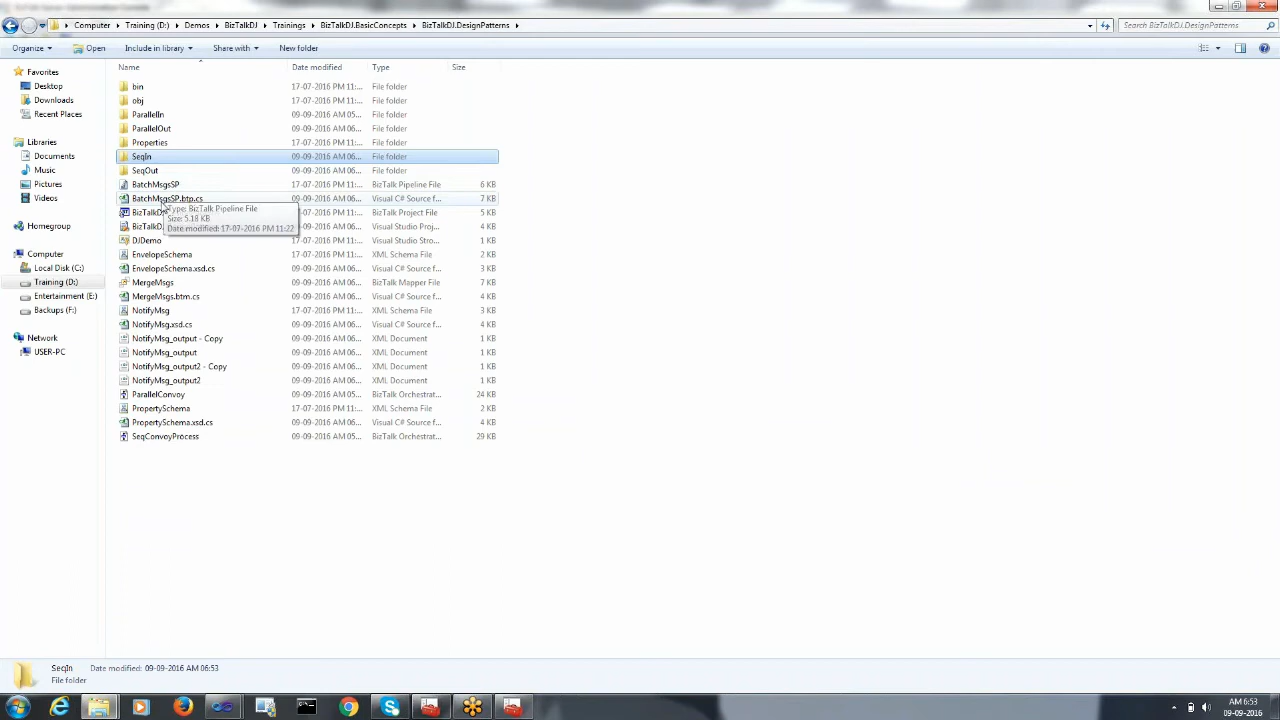 Computer ▸ Training (D:) ▸ Demos ▸ BizTalkDJ ▸ Trainings ▸ BizTalkDJ.BasicConcepts ▸ BizTalkDJ.DesignPatterns ▸ Search BizTalkDJ.DesignPatterns
Organize Open Include in library Share with New folder
Name Date modified Type Size
Favorites
Desktop
Downloads
Recent Places
Libraries
Documents
Music
Pictures
Videos
Homegroup
Computer
Local Disk (C:)
Training (D:)
Entertainment (E:)
Backups (F:)
Network
USER-PC
bin 17-07-2016 PM 11:... File folder
obj 17-07-2016 PM 11:... File folder
ParallelIn 09-09-2016 AM 05... File folder
ParallelOut 09-09-2016 AM 06... File folder
Properties 09-09-2016 AM 06... File folder
SeqIn 09-09-2016 AM 06... File folder
SeqOut 09-09-2016 AM 06... File folder
BatchMsgsSP 17-07-2016 PM 11:... BizTalk Pipeline File 6 KB
BatchMsgsSP.btp.cs 09-09-2016 AM 06... Visual C# Source f... 7 KB
BizTalkD 09-09-2016 AM 06... BizTalk Project File 5 KB
BizTalkD 09-09-2016 AM 06... Visual Studio Proj... 4 KB
Type: BizTalk Pipeline File
Size: 5.18 KB
Date modified: 17-07-2016 PM 11:22
DJDemo 17-07-2016 PM 11:... Visual Studio Stro... 1 KB
EnvelopeSchema 17-07-2016 PM 11:... XML Schema File 2 KB
EnvelopeSchema.xsd.cs 09-09-2016 AM 06... Visual C# Source f... 3 KB
MergeMsgs 17-07-2016 PM 11:... BizTalk Mapper File 7 KB
MergeMsgs.btm.cs 09-09-2016 AM 06... Visual C# Source f... 4 KB
NotifyMsg 17-07-2016 PM 11:... XML Schema File 3 KB
NotifyMsg.xsd.cs 09-09-2016 AM 06... Visual C# Source f... 4 KB
NotifyMsg_output - Copy 09-09-2016 AM 06... XML Document 1 KB
NotifyMsg_output 09-09-2016 AM 06... XML Document 1 KB
NotifyMsg_output2 - Copy 09-09-2016 AM 06... XML Document 1 KB
NotifyMsg_output2 09-09-2016 AM 06... XML Document 1 KB
ParallelConvoy 09-09-2016 AM 05... BizTalk Orchestrat... 24 KB
PropertySchema 17-07-2016 PM 11:... XML Schema File 2 KB
PropertySchema.xsd.cs 09-09-2016 AM 06... Visual C# Source f... 4 KB
SeqConvoyProcess 09-09-2016 AM 05... BizTalk Orchestrat... 29 KB
SeqIn Date modified: 09-09-2016 AM 06:53
File folder
AM 6:53
09-09-2016